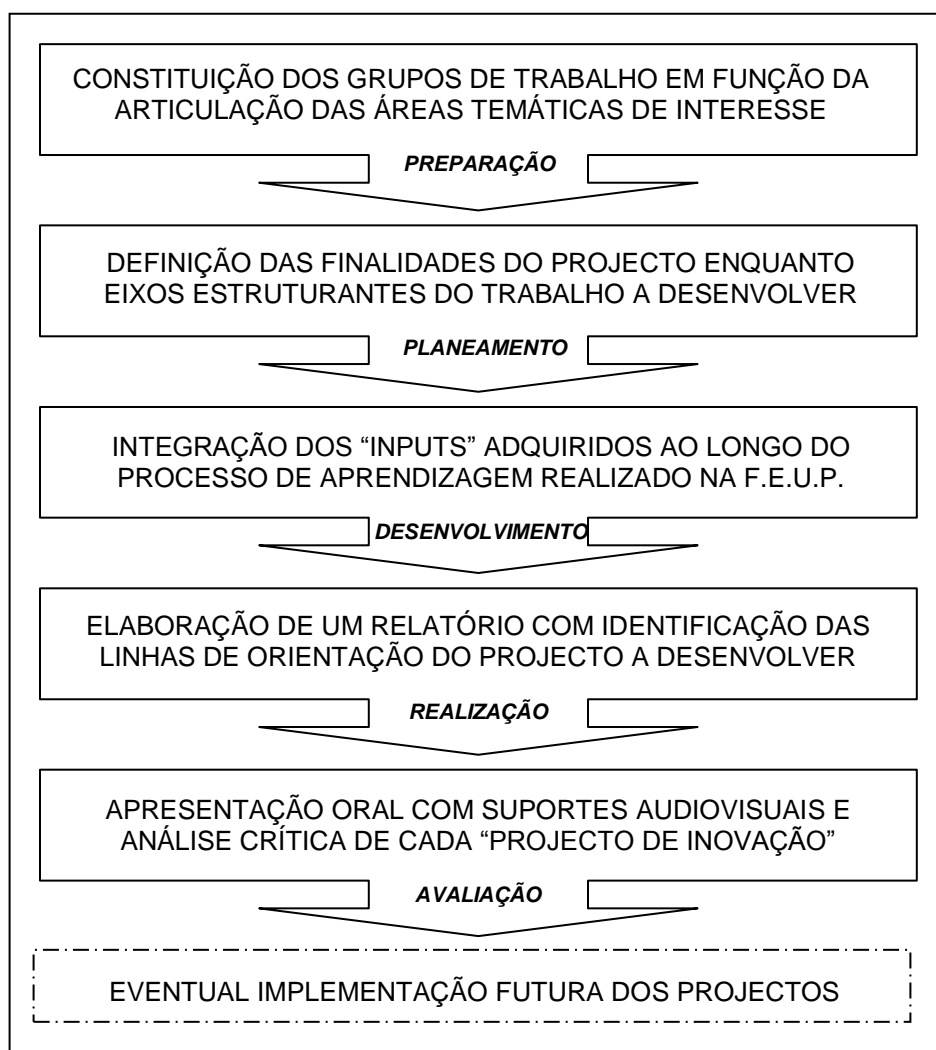 CONSTITUIÇÃO DOS GRUPOS DE TRABALHO EM FUNÇÃO DA
ARTICULAÇÃO DAS ÁREAS TEMÁTICAS DE INTERESSE
PREPARAÇÃO
DEFINIÇÃO DAS FINALIDADES DO PROJECTO ENQUANTO
EIXOS ESTRUTURANTES DO TRABALHO A DESENVOLVER
PLANEAMENTO
INTEGRAÇÃO DOS “INPUTS” ADQUIRIDOS AO LONGO DO
PROCESSO DE APRENDIZAGEM REALIZADO NA F.E.U.P.
DESENVOLVIMENTO
ELABORAÇÃO DE UM RELATÓRIO COM IDENTIFICAÇÃO DAS
LINHAS DE ORIENTAÇÃO DO PROJECTO A DESENVOLVER
REALIZAÇÃO
APRESENTAÇÃO ORAL COM SUPORTES AUDIOVISUAIS E
ANÁLISE CRÍTICA DE CADA “PROJECTO DE INOVAÇÃO”
AVALIAÇÃO
EVENTUAL IMPLEMENTAÇÃO FUTURA DOS PROJECTOS